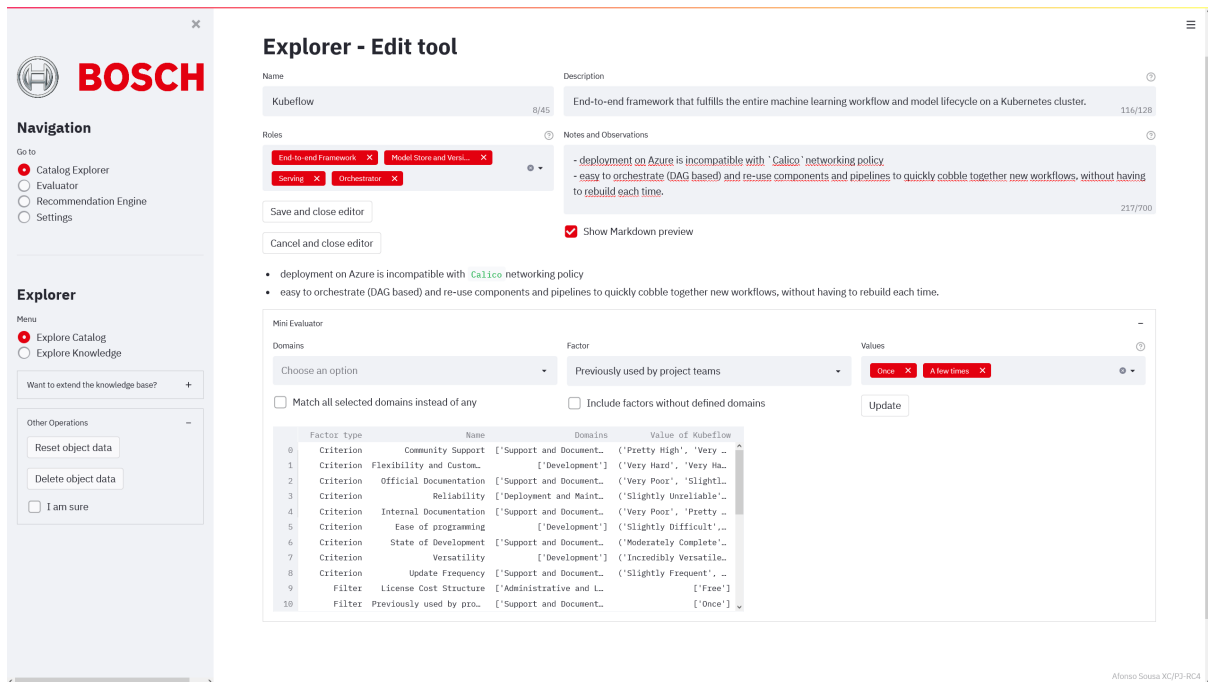 BOSCH
Navigation
Go to
Catalog Explorer
Evaluator
Recommendation Engine
Settings
Explorer
Menu
Explore Catalog
Explore Knowledge
Want to extend the knowledge base? +
Other Operations −
Reset object data
Delete object data
I am sure
Explorer - Edit tool
Name
Kubeflow
8/45
Description
End-to-end framework that fulfills the entire machine learning workflow and model lifecycle on a Kubernetes cluster.
116/128
Roles
End-to-end Framework
Model Store and Versi…
Serving
Orchestrator
Save and close editor
Cancel and close editor
Notes and Observations
- deployment on Azure is incompatible with `Calico` networking policy
- easy to orchestrate (DAG based) and re-use components and pipelines to quickly cobble together new workflows, without having
to rebuild each time.
217/700
Show Markdown preview
• deployment on Azure is incompatible with Calico networking policy
• easy to orchestrate (DAG based) and re-use components and pipelines to quickly cobble together new workflows, without having to rebuild each time.
Mini Evaluator −
Domains
Choose an option
Match all selected domains instead of any
Factor
Previously used by project teams
Include factors without defined domains
Values
Once
A few times
Update
Factor type Name Domains Value of Kubeflow
0 Criterion Community Support ['Support and Document… ('Pretty High', 'Very …
1 Criterion Flexibility and Custom… ['Development'] ('Very Hard', 'Very Ha…
2 Criterion Official Documentation ['Support and Document… ('Very Poor', 'Slightl…
3 Criterion Reliability ['Deployment and Maint… ('Slightly Unreliable'…
4 Criterion Internal Documentation ['Support and Document… ('Very Poor', 'Pretty …
5 Criterion Ease of programming ['Development'] ('Slightly Difficult',…
6 Criterion State of Development ['Support and Document… ('Moderately Complete'…
7 Criterion Versatility ['Development'] ('Incredibly Versatile…
8 Criterion Update Frequency ['Support and Document… ('Slightly Frequent', …
9 Filter License Cost Structure ['Administrative and L… ['Free']
10 Filter Previously used by pro… ['Support and Document… ['Once']
Afonso Sousa XC/PJ-RC4